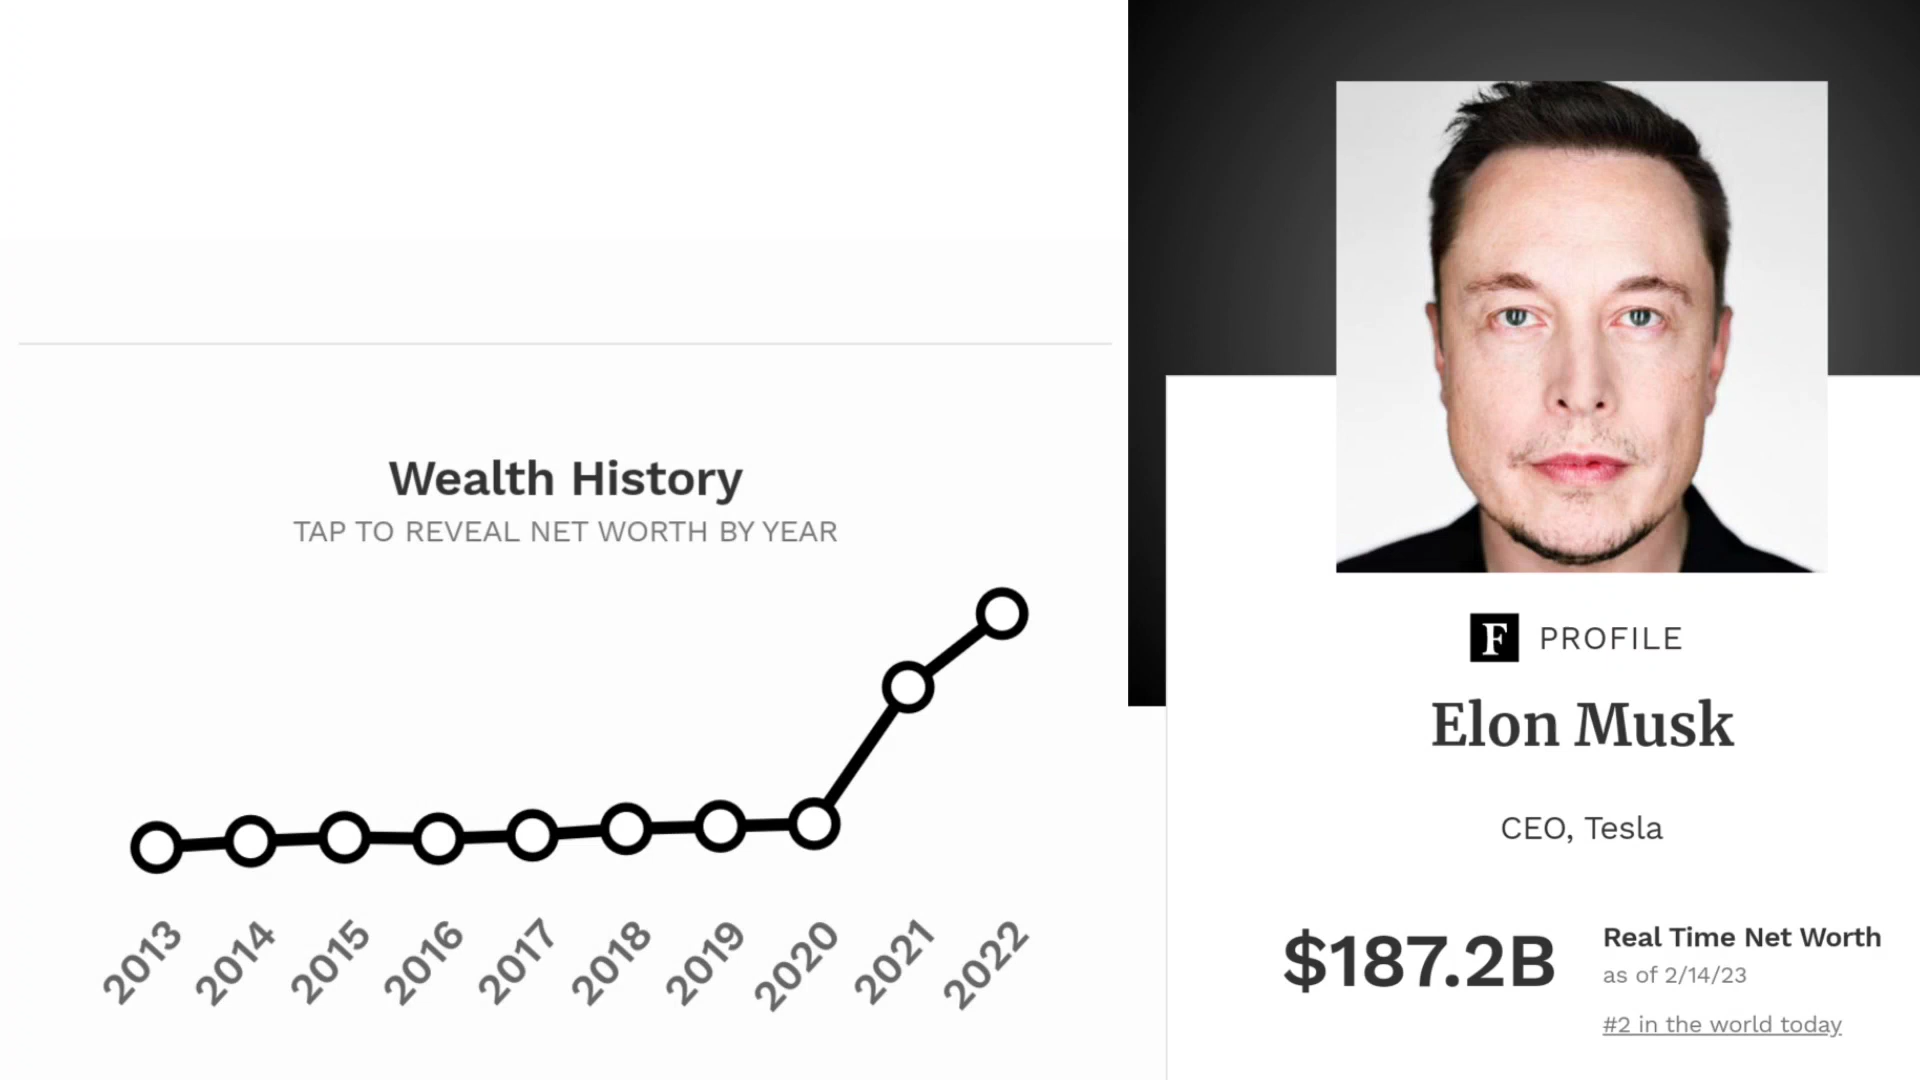 Wealth History
TAP TO REVEAL NET WORTH BY YEAR
2013
2014
2015
2016
2017
2018
2019
2020
2021
2022
F PROFILE
Elon Musk
CEO, Tesla
$187.2B
Real Time Net Worth
as of 2/14/23
#2 in the world today